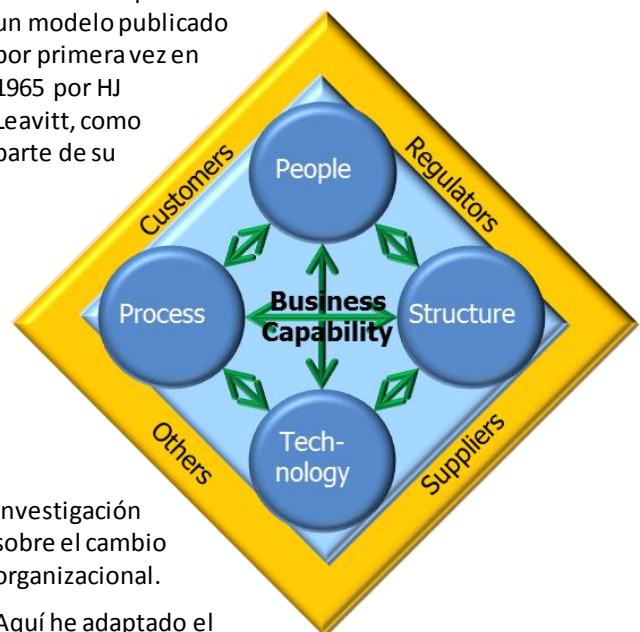 un modelo publicado
por primera vez en
1965 por HJ
Leavitt, como
parte de su
People
Customers
Regulators
Process
Business
Capability
Structure
Others
Tech-
nology
Suppliers
investigación
sobre el cambio
organizacional.
Aquí he adaptado el